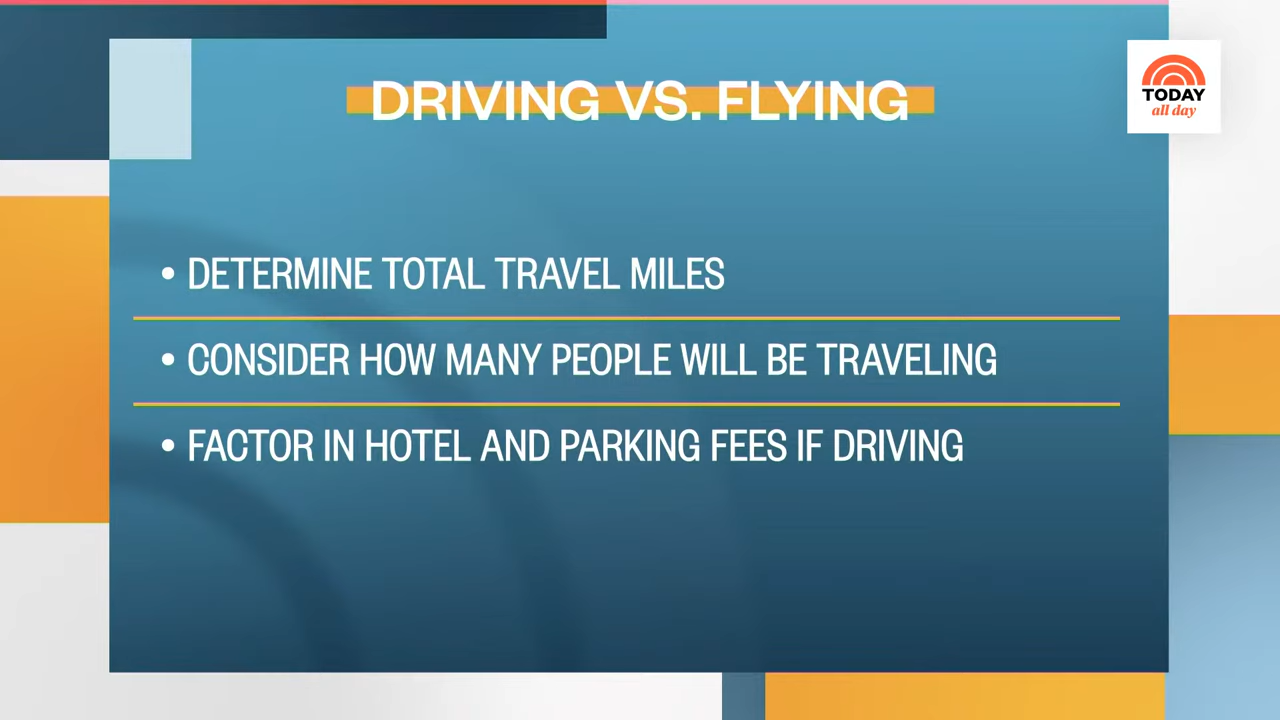 DRIVING VS. FLYING
TODAY
all day
• DETERMINE TOTAL TRAVEL MILES
• CONSIDER HOW MANY PEOPLE WILL BE TRAVELING
• FACTOR IN HOTEL AND PARKING FEES IF DRIVING